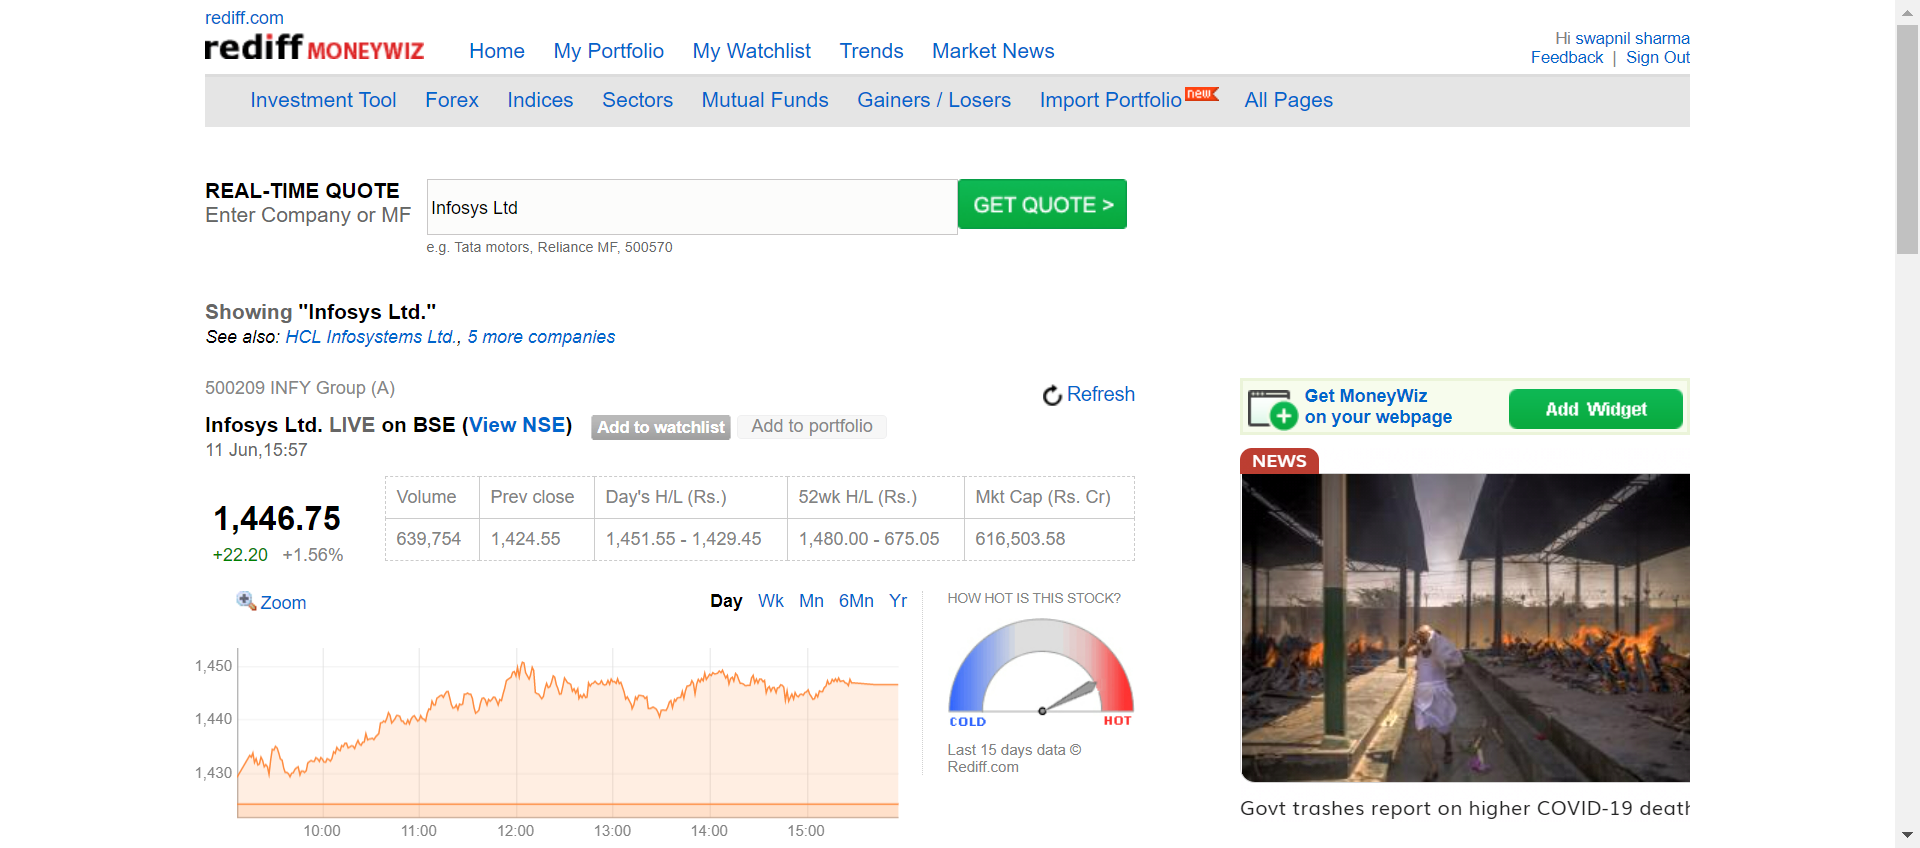 rediff.com
rediff MONEYWIZ
Home My Portfolio My Watchlist Trends Market News
Hi swapnil sharma
Feedback | Sign Out
Investment Tool Forex Indices Sectors Mutual Funds Gainers / Losers Import Portfolio new All Pages
REAL-TIME QUOTE
Enter Company or MF
Infosys Ltd
GET QUOTE >
e.g. Tata motors, Reliance MF, 500570
Showing "Infosys Ltd."
See also: HCL Infosystems Ltd., 5 more companies
500209 INFY Group (A)
Refresh
Infosys Ltd. LIVE on BSE (View NSE) Add to watchlist Add to portfolio
11 Jun,15:57
1,446.75
+22.20 +1.56%
Volume Prev close Day's H/L (Rs.) 52wk H/L (Rs.) Mkt Cap (Rs. Cr)
639,754 1,424.55 1,451.55 - 1,429.45 1,480.00 - 675.05 616,503.58
Zoom
Day Wk Mn 6Mn Yr
1,450
1,440
1,430
10:00 11:00 12:00 13:00 14:00 15:00
HOW HOT IS THIS STOCK?
COLD HOT
Last 15 days data ©
Rediff.com
Get MoneyWiz
on your webpage
Add Widget
NEWS
Govt trashes report on higher COVID-19 death